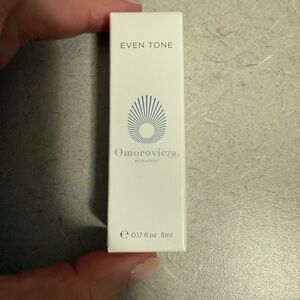 EVEN TONE
Omorovicza
BUDAPEST
℮ 0.17 fl oz 5ml